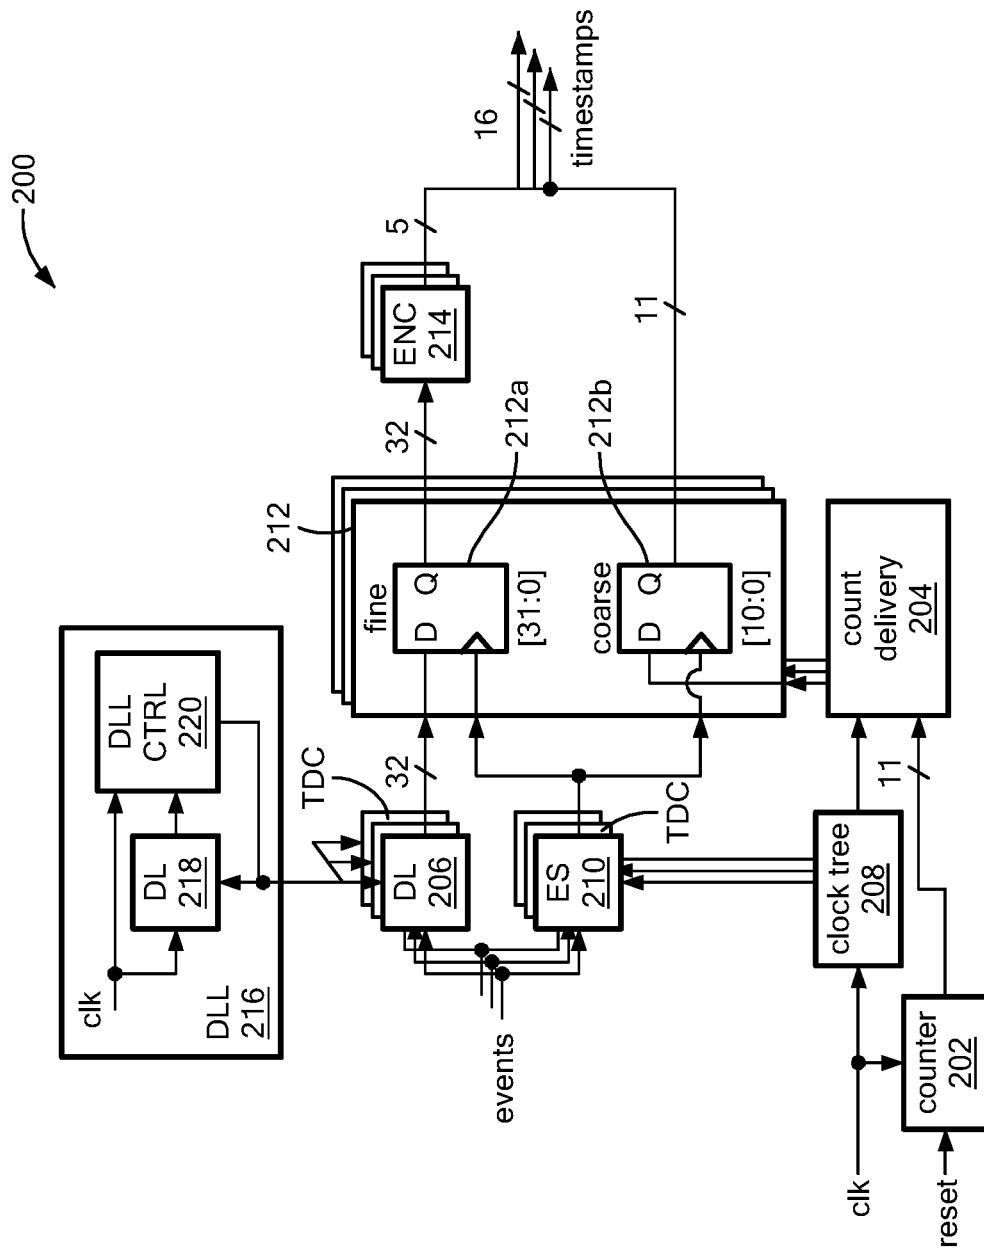 200
clk
DLL
216
DL
218
DLL
CTRL
220
TDC
events
DL
206
32
ES
210
TDC
212
fine
D Q
[31:0]
212a
coarse
D Q
[10:0]
212b
32
ENC
214
5
11
16
timestamps
clk
reset
counter
202
clock tree
208
11
count
delivery
204